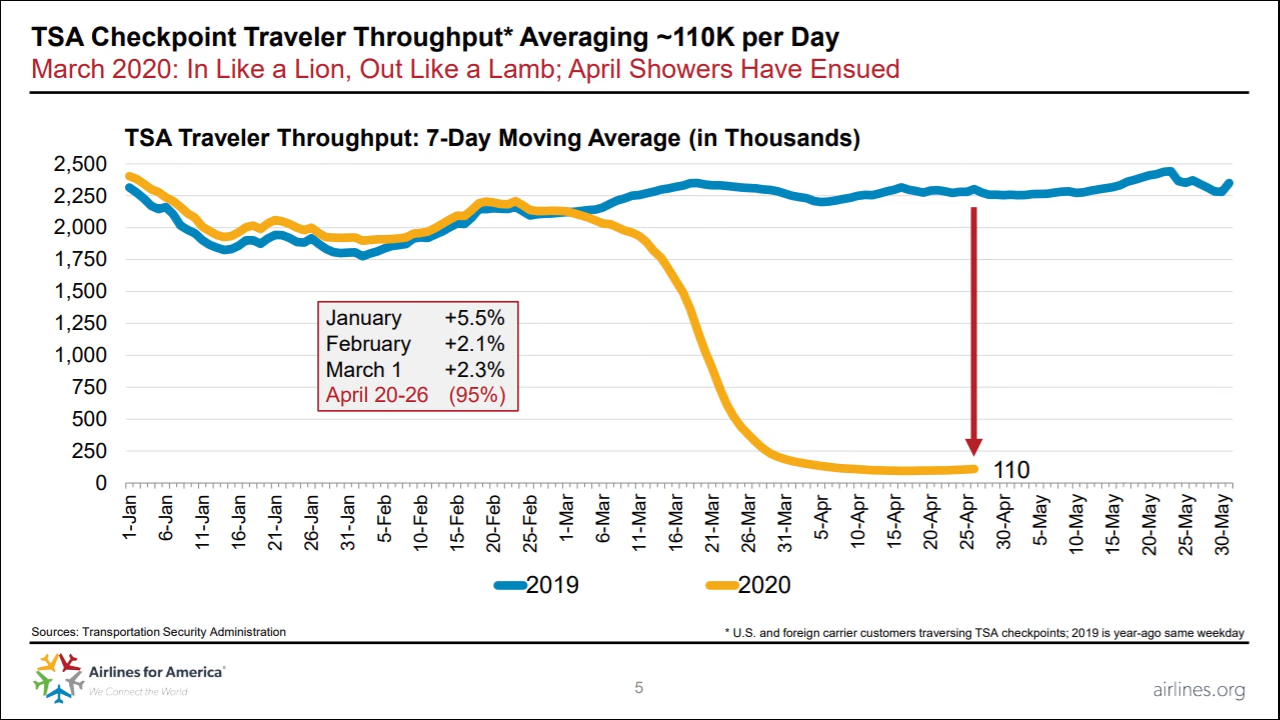 TSA Checkpoint Traveler Throughput* Averaging ~110K per Day
March 2020: In Like a Lion, Out Like a Lamb; April Showers Have Ensued
TSA Traveler Throughput: 7-Day Moving Average (in Thousands)
2,500
2,250
2,000
1,750
1,500
1,250
1,000
750
500
250
0
January +5.5%
February +2.1%
March 1 +2.3%
April 20-26 (95%)
110
1-Jan 6-Jan 11-Jan 16-Jan 21-Jan 26-Jan 31-Jan 5-Feb 10-Feb 15-Feb 20-Feb 25-Feb 1-Mar 6-Mar 11-Mar 16-Mar 21-Mar 26-Mar 31-Mar 5-Apr 10-Apr 15-Apr 20-Apr 25-Apr 30-Apr 5-May 10-May 15-May 20-May 25-May 30-May
2019 2020
Sources: Transportation Security Administration
* U.S. and foreign carrier customers traversing TSA checkpoints; 2019 is year-ago same weekday
Airlines for America®
We Connect the World
5
airlines.org